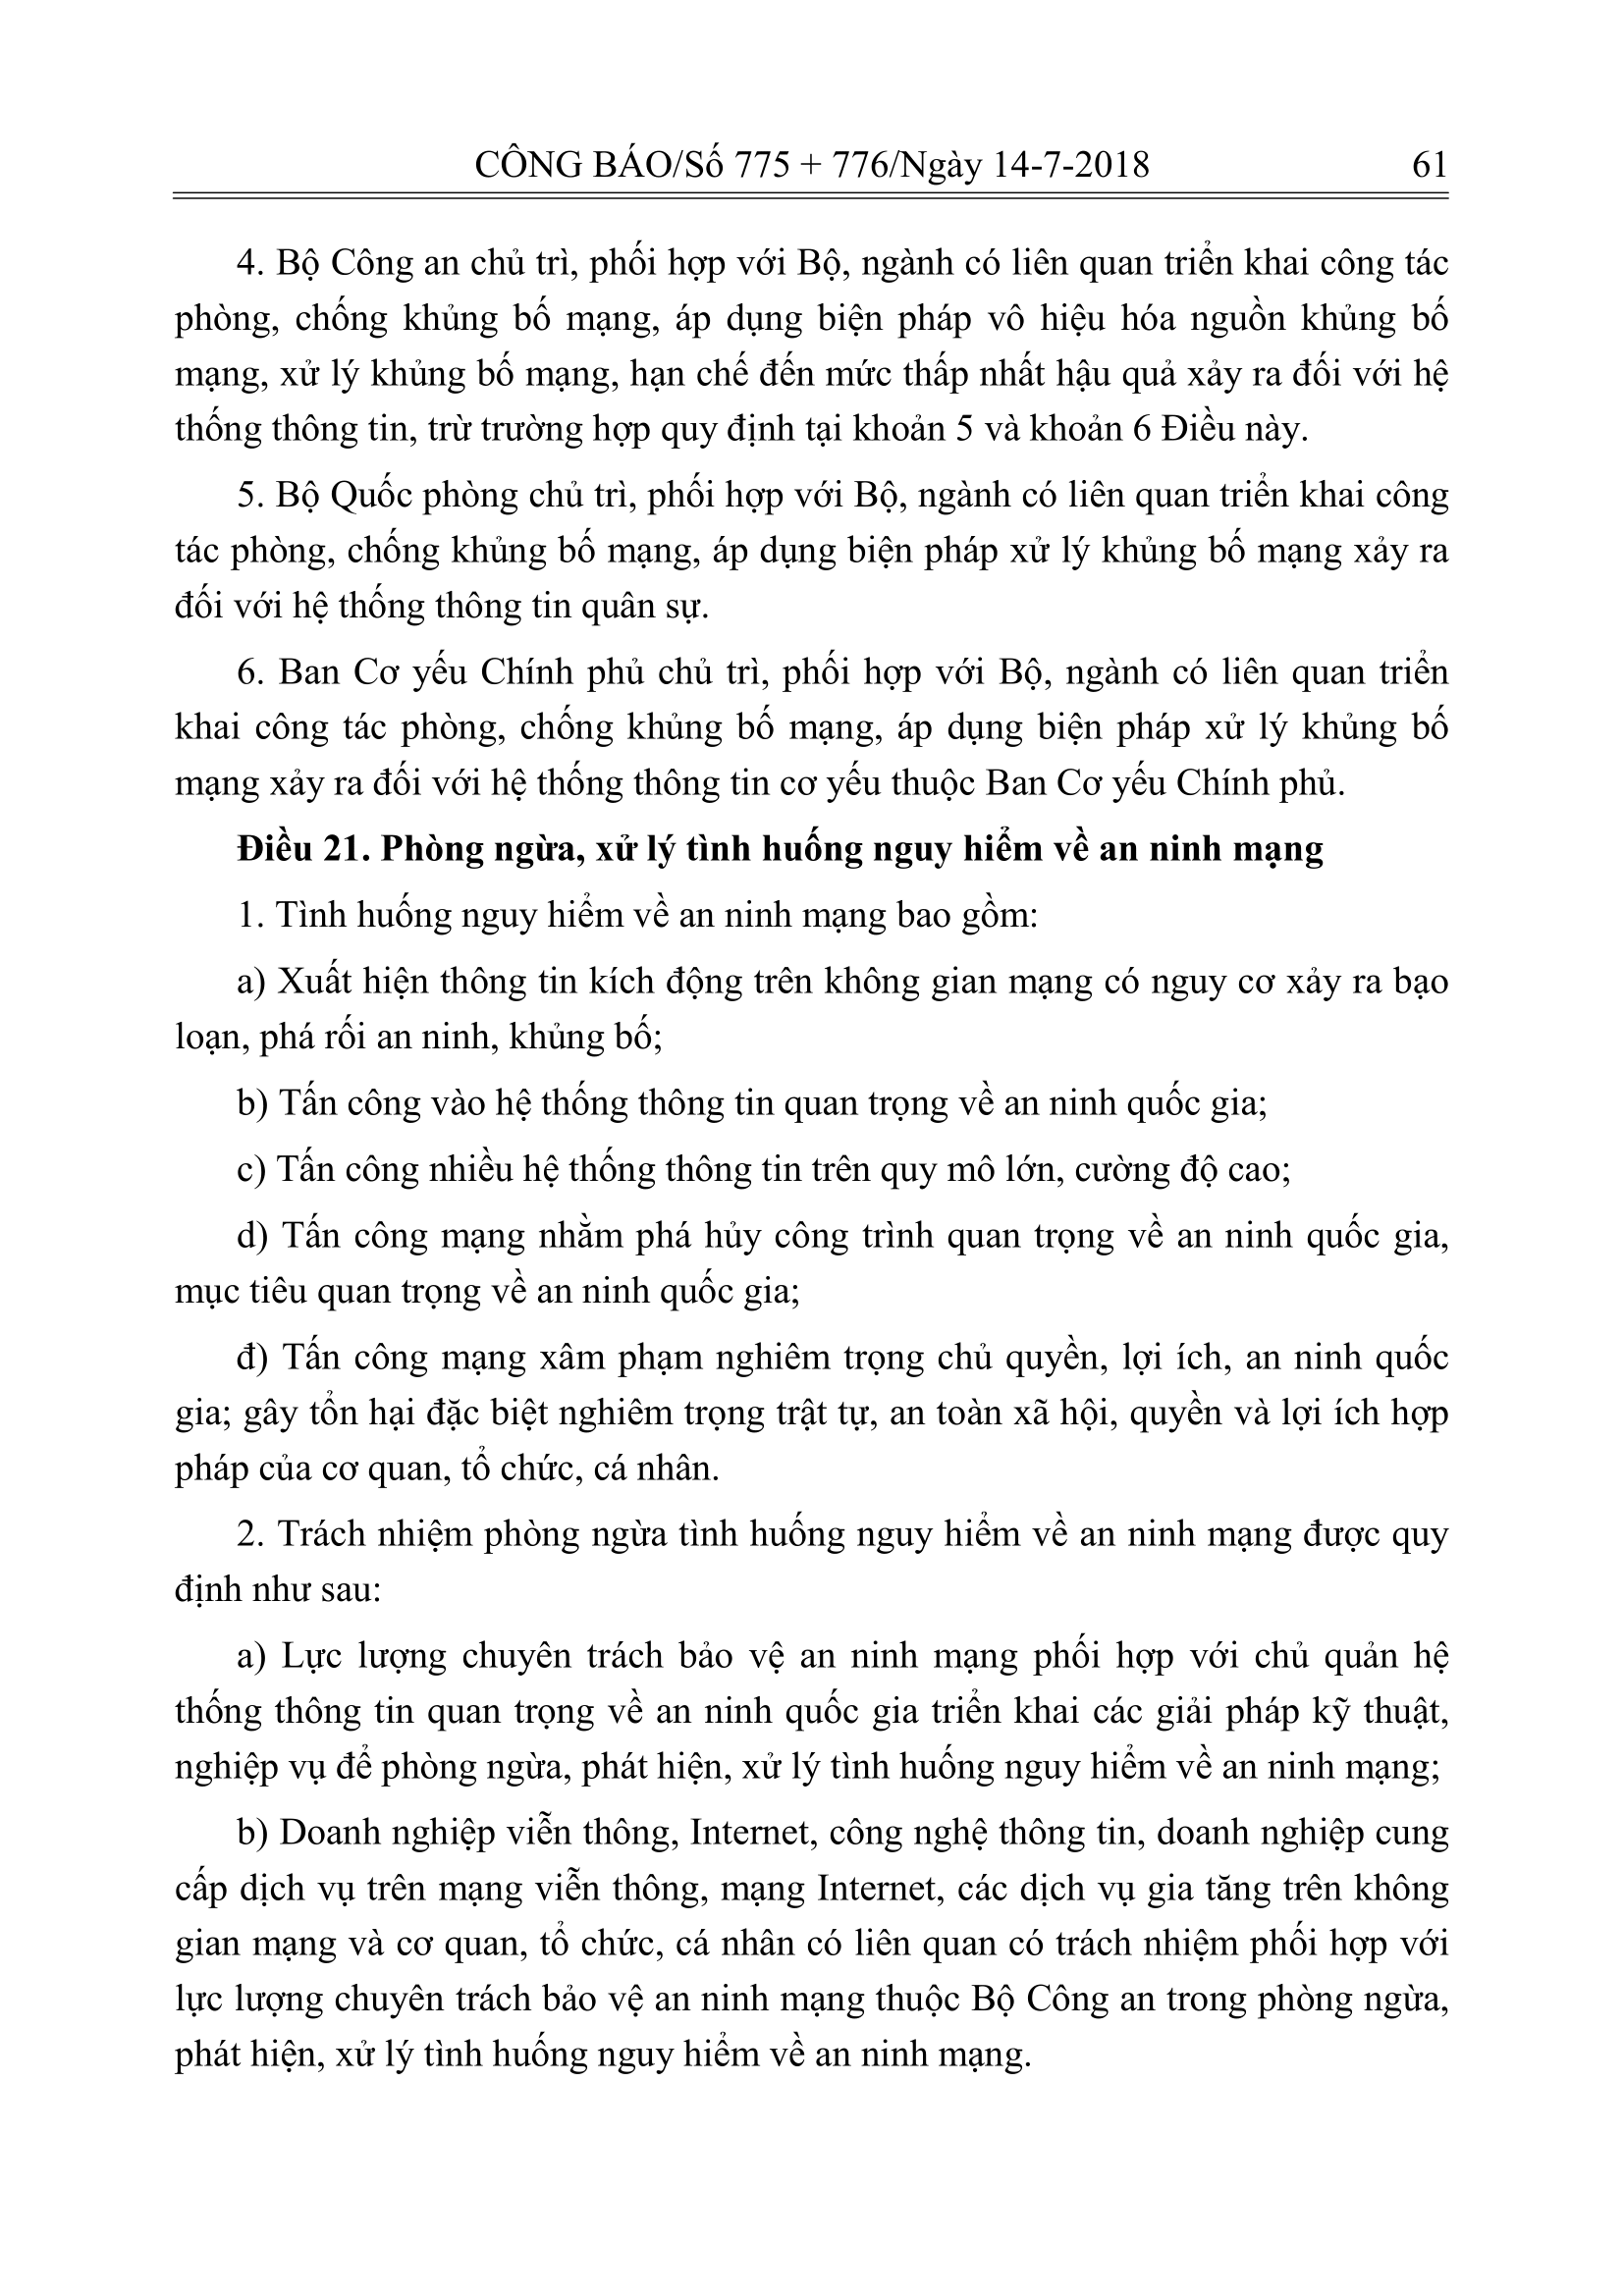 CÔNG BÁO/Số 775 + 776/Ngày 14-7-2018 61
4. Bộ Công an chủ trì, phối hợp với Bộ, ngành có liên quan triển khai công tác
phòng, chống khủng bố mạng, áp dụng biện pháp vô hiệu hóa nguồn khủng bố
mạng, xử lý khủng bố mạng, hạn chế đến mức thấp nhất hậu quả xảy ra đối với hệ
thống thông tin, trừ trường hợp quy định tại khoản 5 và khoản 6 Điều này.
5. Bộ Quốc phòng chủ trì, phối hợp với Bộ, ngành có liên quan triển khai công
tác phòng, chống khủng bố mạng, áp dụng biện pháp xử lý khủng bố mạng xảy ra
đối với hệ thống thông tin quân sự.
6. Ban Cơ yếu Chính phủ chủ trì, phối hợp với Bộ, ngành có liên quan triển
khai công tác phòng, chống khủng bố mạng, áp dụng biện pháp xử lý khủng bố
mạng xảy ra đối với hệ thống thông tin cơ yếu thuộc Ban Cơ yếu Chính phủ.
Điều 21. Phòng ngừa, xử lý tình huống nguy hiểm về an ninh mạng
1. Tình huống nguy hiểm về an ninh mạng bao gồm:
a) Xuất hiện thông tin kích động trên không gian mạng có nguy cơ xảy ra bạo
loạn, phá rối an ninh, khủng bố;
b) Tấn công vào hệ thống thông tin quan trọng về an ninh quốc gia;
c) Tấn công nhiều hệ thống thông tin trên quy mô lớn, cường độ cao;
d) Tấn công mạng nhằm phá hủy công trình quan trọng về an ninh quốc gia,
mục tiêu quan trọng về an ninh quốc gia;
đ) Tấn công mạng xâm phạm nghiêm trọng chủ quyền, lợi ích, an ninh quốc
gia; gây tổn hại đặc biệt nghiêm trọng trật tự, an toàn xã hội, quyền và lợi ích hợp
pháp của cơ quan, tổ chức, cá nhân.
2. Trách nhiệm phòng ngừa tình huống nguy hiểm về an ninh mạng được quy
định như sau:
a) Lực lượng chuyên trách bảo vệ an ninh mạng phối hợp với chủ quản hệ
thống thông tin quan trọng về an ninh quốc gia triển khai các giải pháp kỹ thuật,
nghiệp vụ để phòng ngừa, phát hiện, xử lý tình huống nguy hiểm về an ninh mạng;
b) Doanh nghiệp viễn thông, Internet, công nghệ thông tin, doanh nghiệp cung
cấp dịch vụ trên mạng viễn thông, mạng Internet, các dịch vụ gia tăng trên không
gian mạng và cơ quan, tổ chức, cá nhân có liên quan có trách nhiệm phối hợp với
lực lượng chuyên trách bảo vệ an ninh mạng thuộc Bộ Công an trong phòng ngừa,
phát hiện, xử lý tình huống nguy hiểm về an ninh mạng.